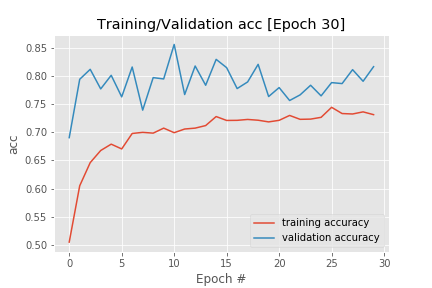 Training/Validation acc [Epoch 30]
0.85
0.80
0.75
0.70
0.65
0.60
0.55
0.50
acc
training accuracy
validation accuracy
0 5 10 15 20 25 30
Epoch #